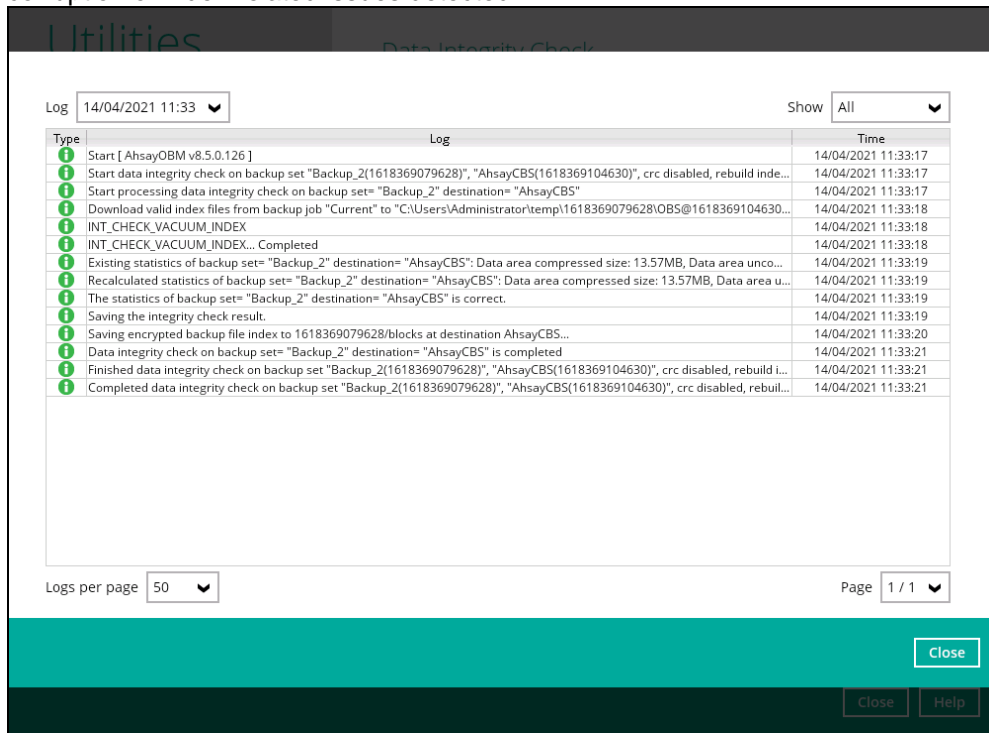 Utilities
Data Integrity Check
Log 14/04/2021 11:33 Show All
Type Log Time
Start [ AhsayOBM v8.5.0.126 ] 14/04/2021 11:33:17
Start data integrity check on backup set "Backup_2(1618369079628)", "AhsayCBS(1618369104630)", crc disabled, rebuild inde... 14/04/2021 11:33:17
Start processing data integrity check on backup set= "Backup_2" destination= "AhsayCBS" 14/04/2021 11:33:17
Download valid index files from backup job "Current" to "C:\Users\Administrator\temp\1618369079628\OBS@1618369104630... 14/04/2021 11:33:18
INT_CHECK_VACUUM_INDEX 14/04/2021 11:33:18
INT_CHECK_VACUUM_INDEX... Completed 14/04/2021 11:33:18
Existing statistics of backup set= "Backup_2" destination= "AhsayCBS": Data area compressed size: 13.57MB, Data area unco... 14/04/2021 11:33:19
Recalculated statistics of backup set= "Backup_2" destination= "AhsayCBS": Data area compressed size: 13.57MB, Data area u... 14/04/2021 11:33:19
The statistics of backup set= "Backup_2" destination= "AhsayCBS" is correct. 14/04/2021 11:33:19
Saving the integrity check result. 14/04/2021 11:33:19
Saving encrypted backup file index to 1618369079628/blocks at destination AhsayCBS... 14/04/2021 11:33:20
Data integrity check on backup set= "Backup_2" destination= "AhsayCBS" is completed 14/04/2021 11:33:21
Finished data integrity check on backup set "Backup_2(1618369079628)", "AhsayCBS(1618369104630)", crc disabled, rebuild i... 14/04/2021 11:33:21
Completed data integrity check on backup set "Backup_2(1618369079628)", "AhsayCBS(1618369104630)", crc disabled, rebuil... 14/04/2021 11:33:21
Logs per page 50 Page 1 / 1
Close
Close Help